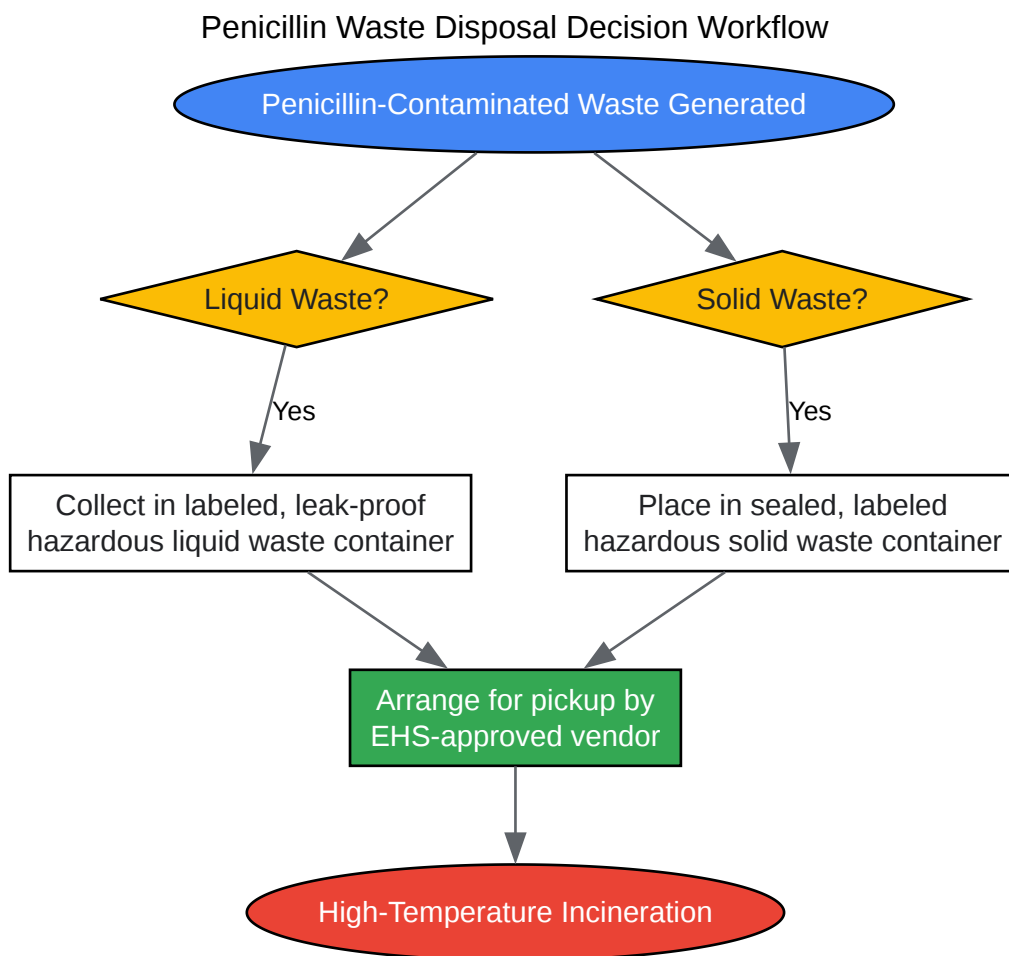 Penicillin Waste Disposal Decision Workflow
Penicillin-Contaminated Waste Generated
Liquid Waste?
Solid Waste?
Yes
Yes
Collect in labeled, leak-proof
hazardous liquid waste container
Place in sealed, labeled
hazardous solid waste container
Arrange for pickup by
EHS-approved vendor
High-Temperature Incineration